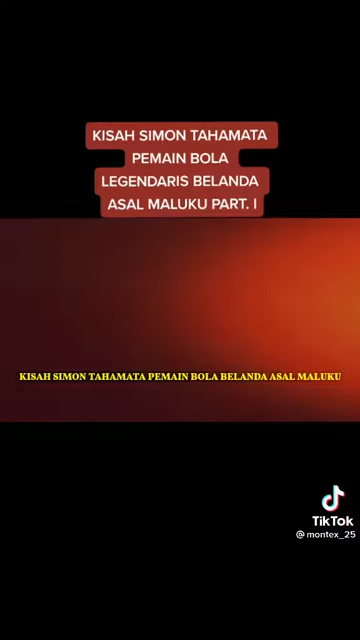 KISAH SIMON TAHAMATA
PEMAIN BOLA
LEGENDARIS BELANDA
ASAL MALUKU PART. I
KISAH SIMON TAHAMATA PEMAIN BOLA BELANDA ASAL MALUKU
TikTok
@montex_25